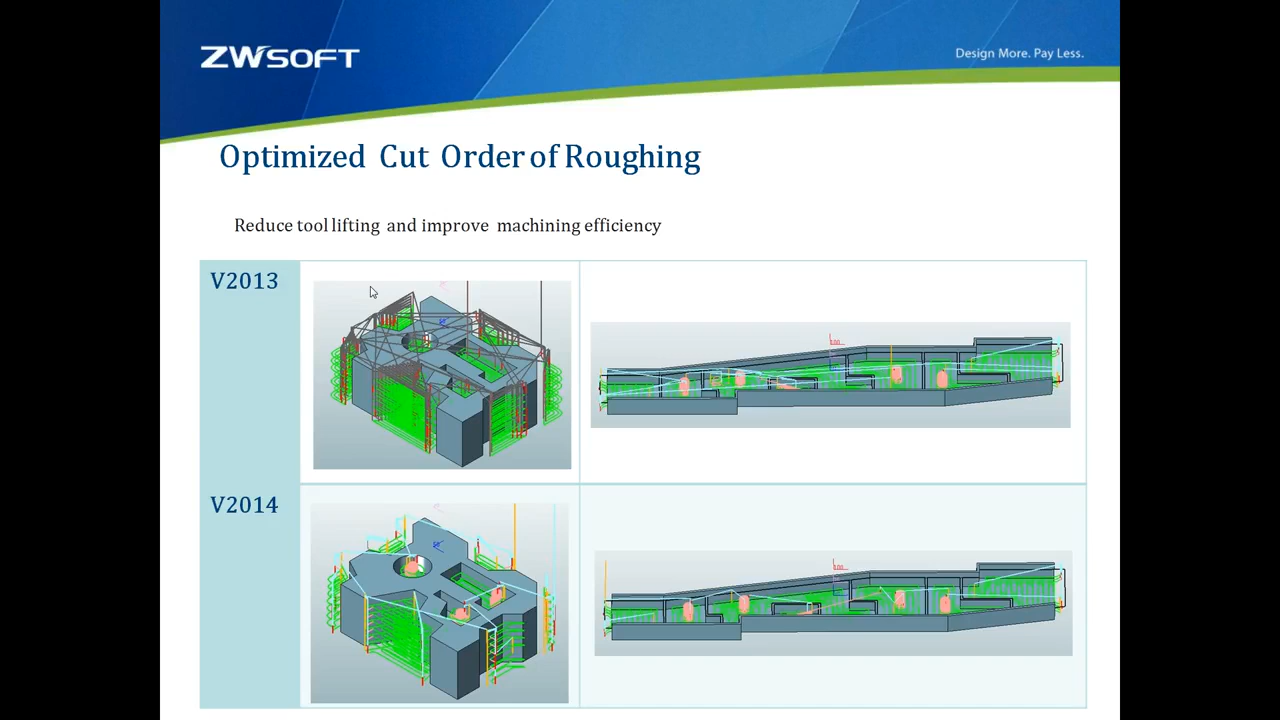 ZWSOFT
Design More. Pay Less.
Optimized Cut Order of Roughing
Reduce tool lifting and improve machining efficiency
V2013
V2014